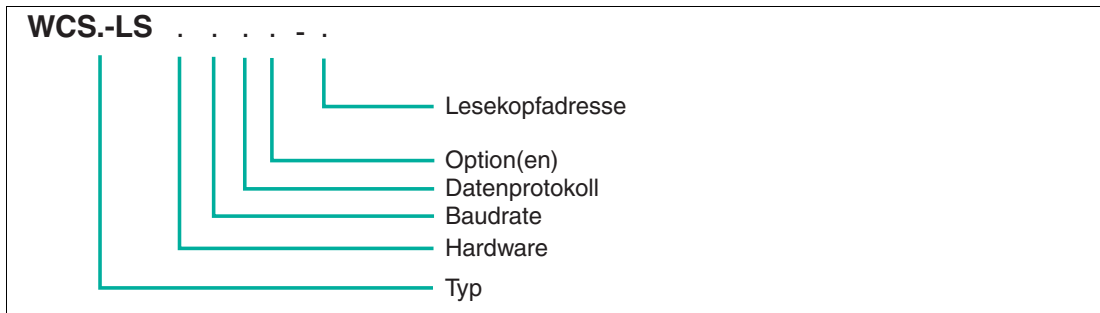 WCS.-LS . . . . - .
Lesekopfadresse
Option(en)
Datenprotokoll
Baudrate
Hardware
Typ